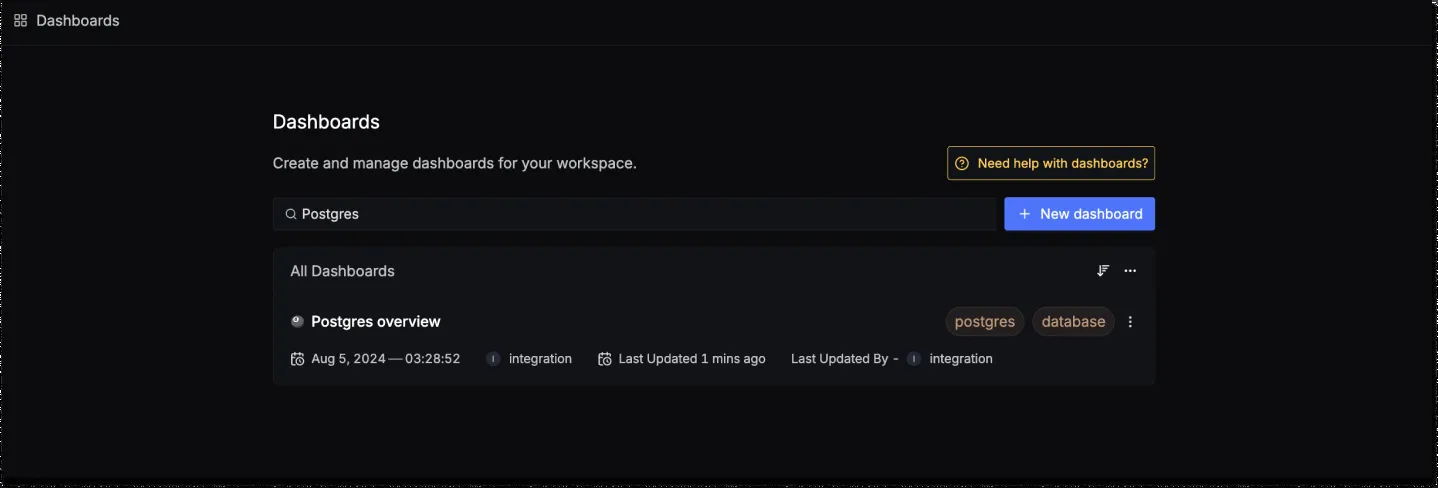 Dashboards
Dashboards
Create and manage dashboards for your workspace.
Need help with dashboards?
Postgres
New dashboard
All Dashboards
Postgres overview
postgres database
Aug 5, 2024 — 03:28:52 I integration Last Updated 1 mins ago Last Updated By - I integration